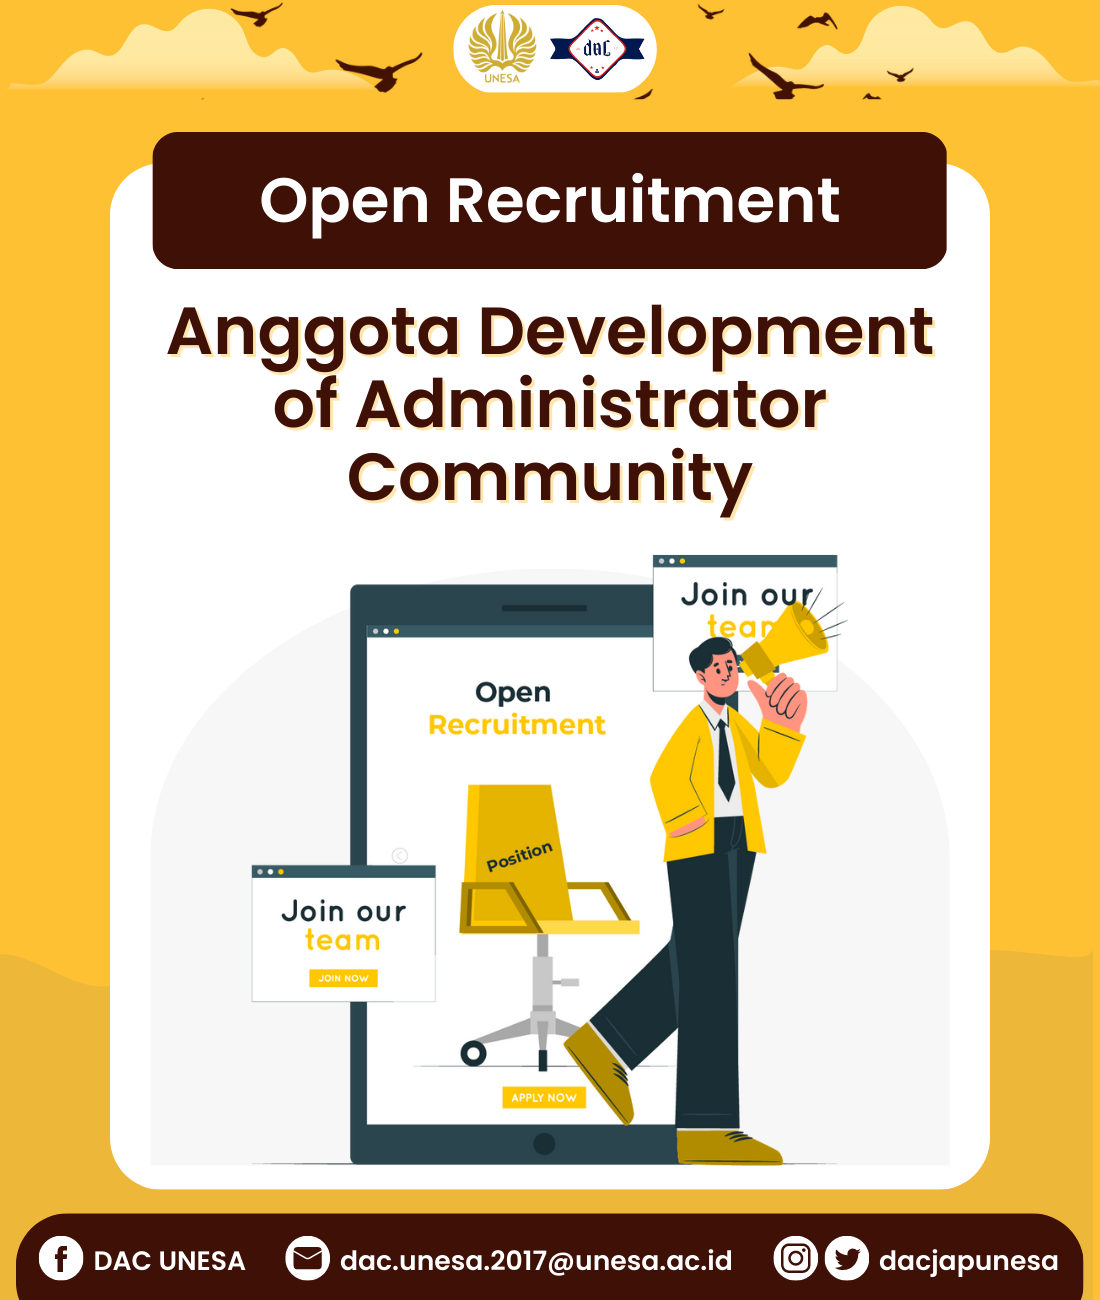 UNESA
dac
Open Recruitment
Anggota Development
of Administrator
Community
Join our
team
Open
Recruitment
Position
Join our
team
JOIN NOW
APPLY NOW
DAC UNESA
dac.unesa.2017@unesa.ac.id
dacjapunesa